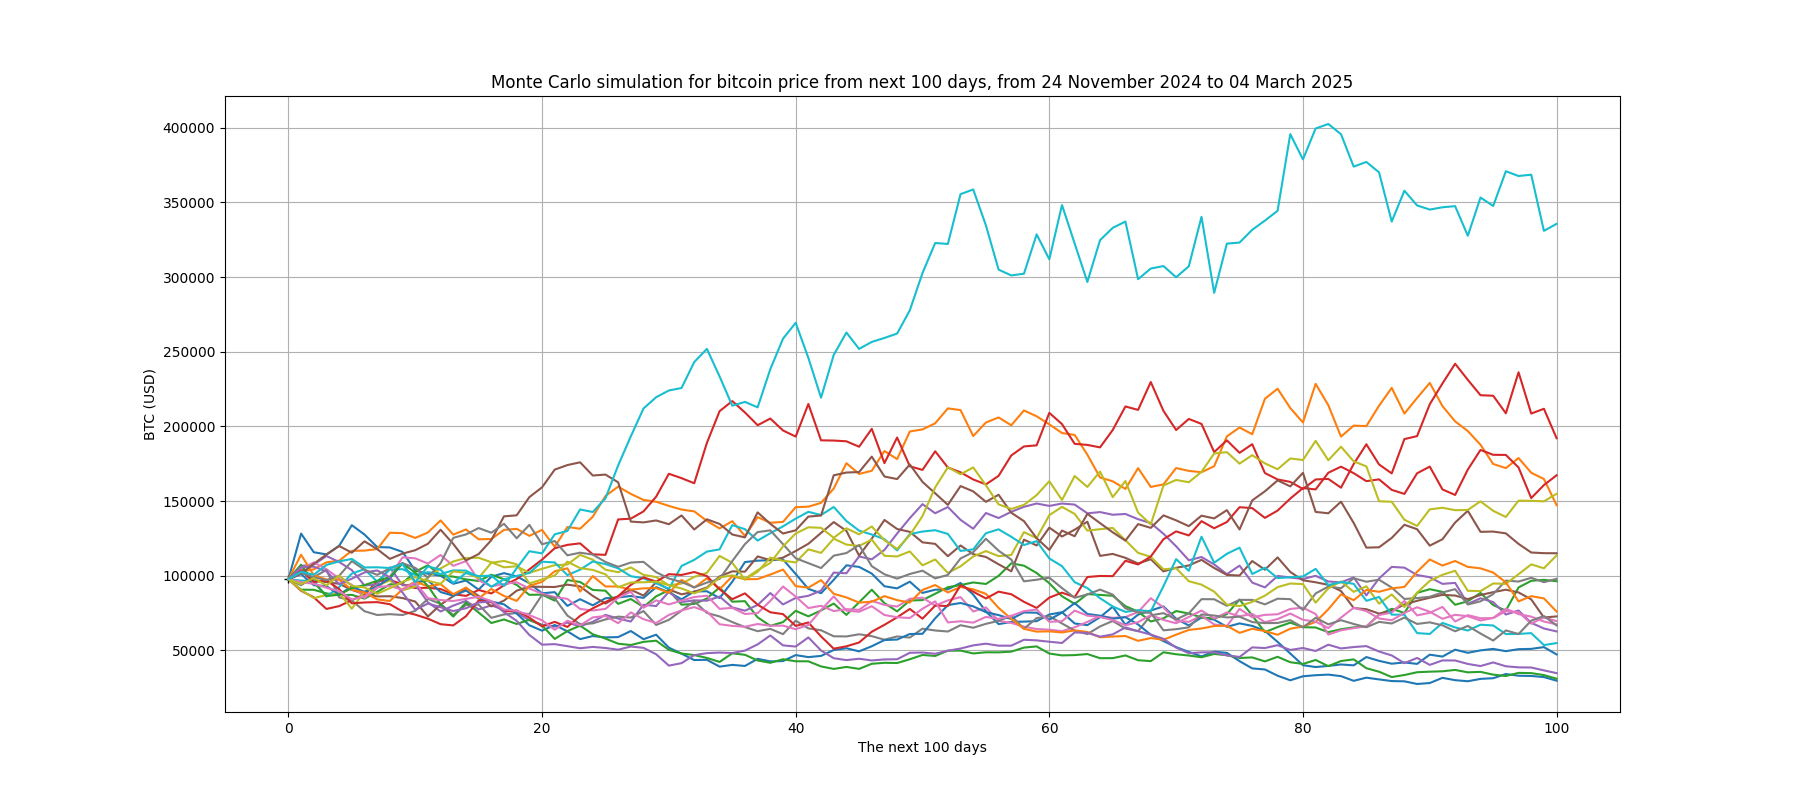 Monte Carlo simulation for bitcoin price from next 100 days, from 24 November 2024 to 04 March 2025
400000
350000
300000
250000
200000
150000
100000
50000
BTC (USD)
0 20 40 60 80 100
The next 100 days